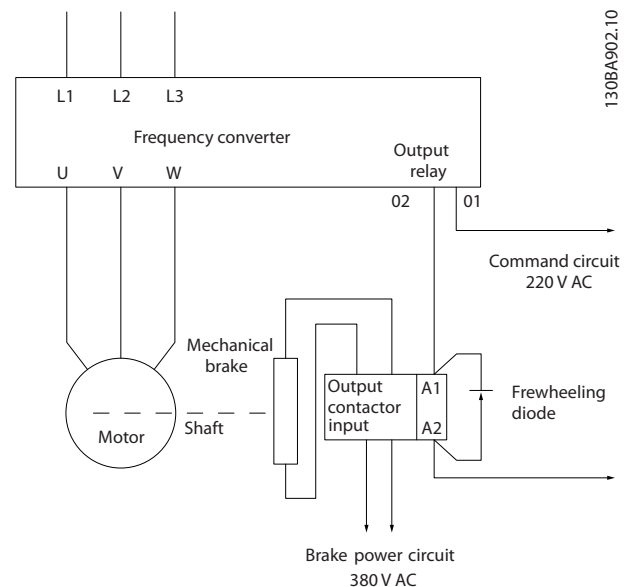 130BA902.10
L1 L2 L3
Frequency converter
Output
relay
U V W
02 01
Command circuit
220 V AC
Mechanical
brake
Output
contactor
input
A1
A2
Frewheeling
diode
Motor
Shaft
Brake power circuit
380 V AC